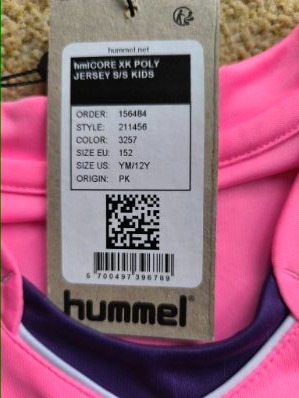 hummel.net
hmlCORE XK POLY
JERSEY S/S KIDS
ORDER: 156484
STYLE: 211456
COLOR: 3257
SIZE EU: 152
SIZE US: YM/12Y
ORIGIN: PK
5 700497 396789
hummel